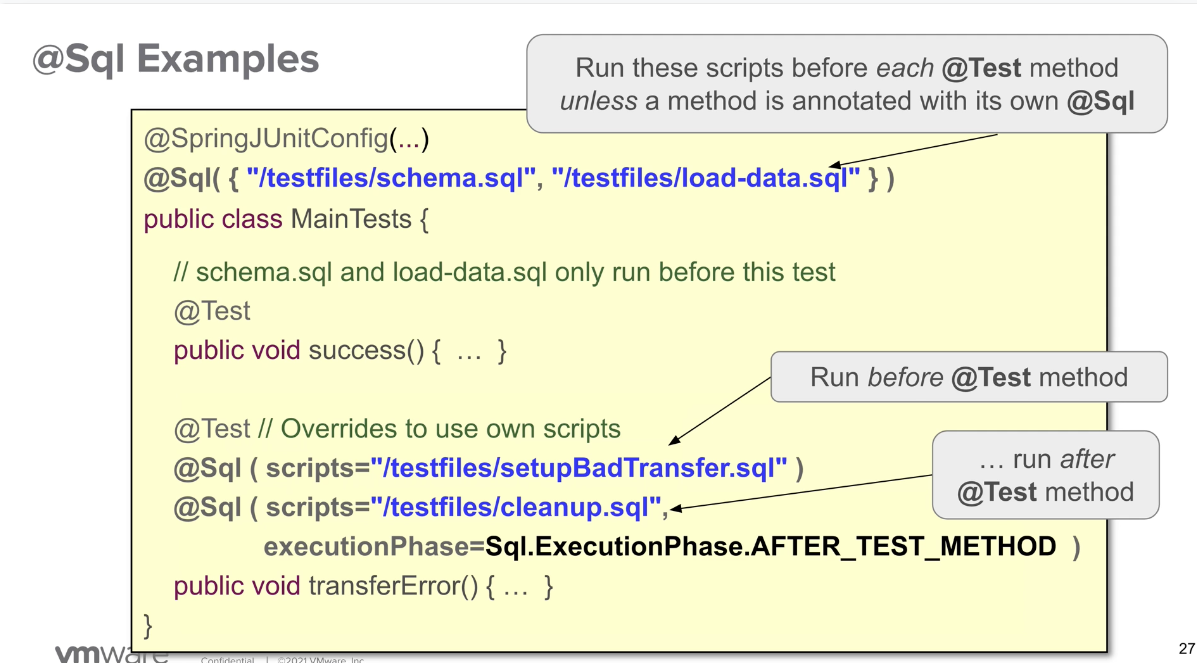 @Sql Examples
Run these scripts before each @Test method
unless a method is annotated with its own @Sql
@SpringJUnitConfig(...)
@Sql( { "/testfiles/schema.sql", "/testfiles/load-data.sql" } )
public class MainTests {
// schema.sql and load-data.sql only run before this test
@Test
public void success() { … }
Run before @Test method
@Test // Overrides to use own scripts
@Sql ( scripts="/testfiles/setupBadTransfer.sql" )
… run after
@Test method
@Sql ( scripts="/testfiles/cleanup.sql",
executionPhase=Sql.ExecutionPhase.AFTER_TEST_METHOD )
public void transferError() { … }
}
vmware
Confidential | ©2021 VMware, Inc.
27